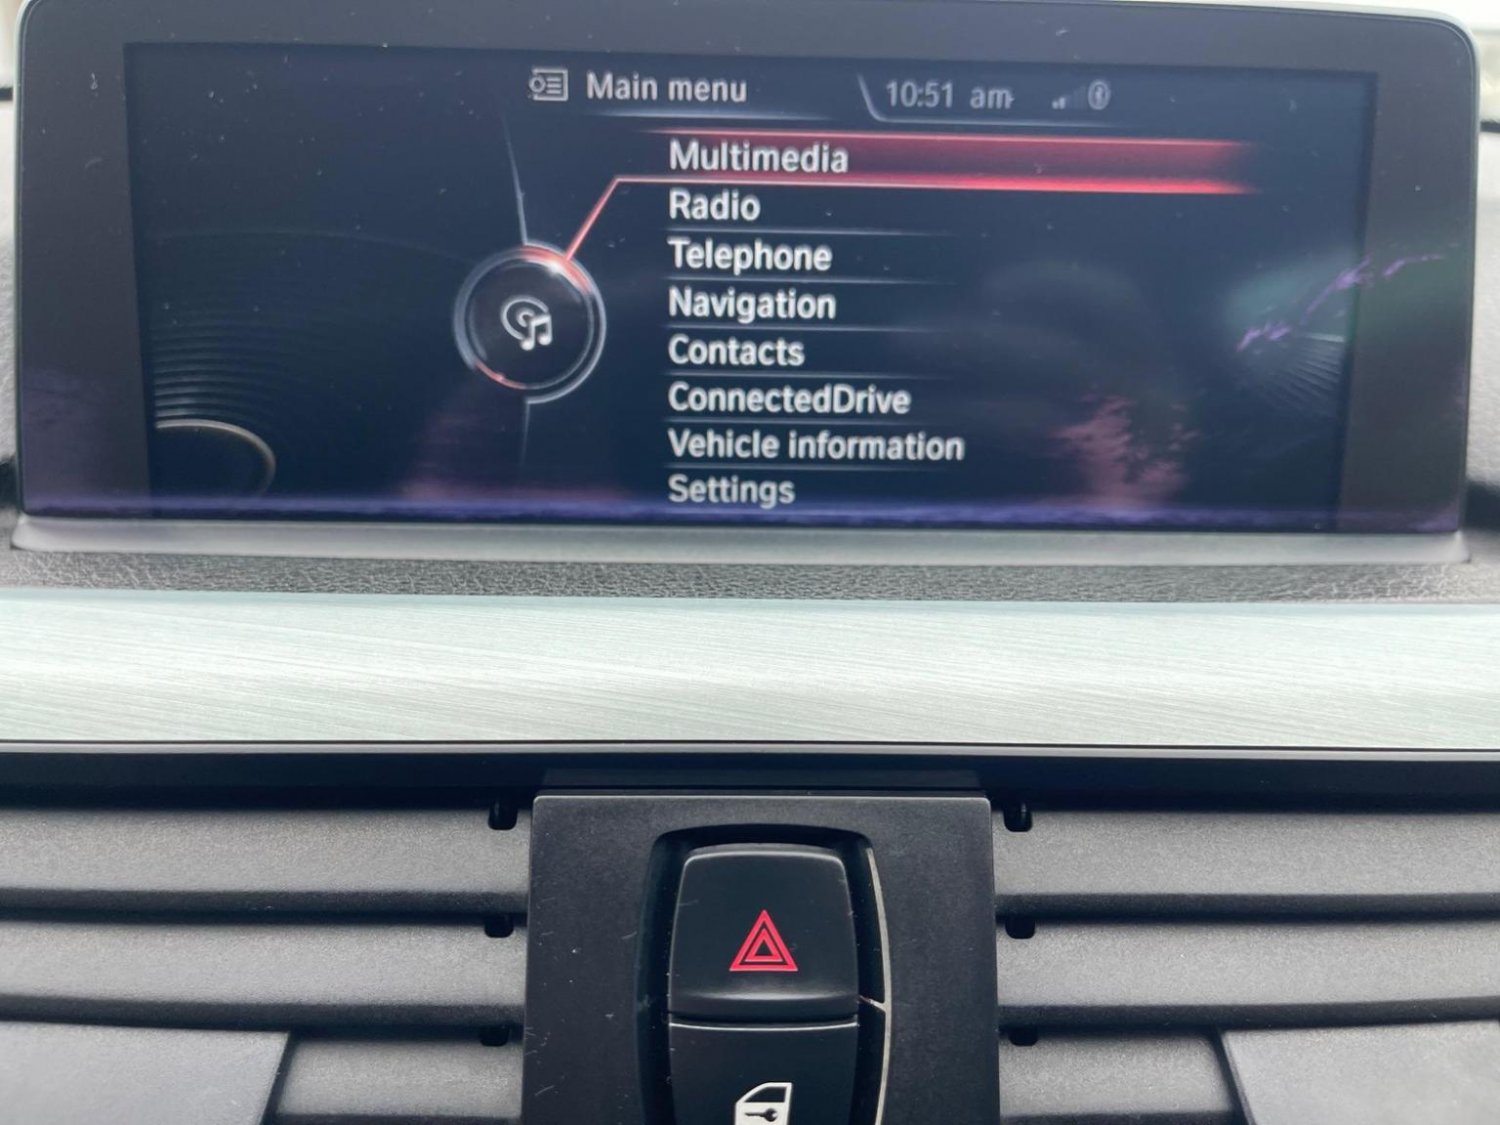 Main menu
10:51 am
Multimedia
Radio
Telephone
Navigation
Contacts
ConnectedDrive
Vehicle information
Settings